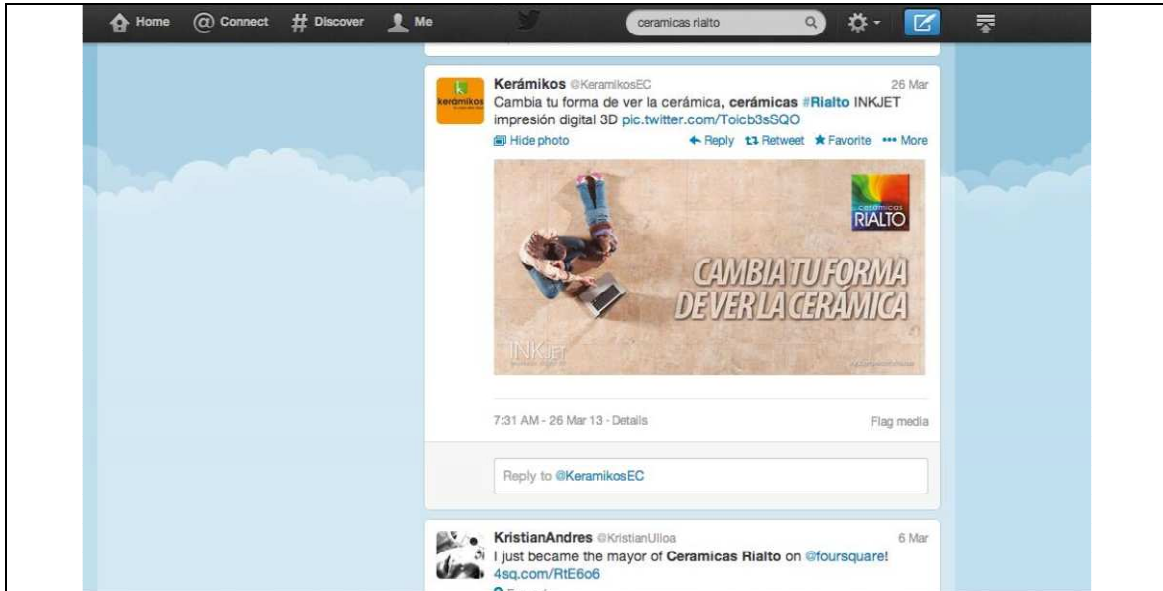 Home Connect Discover Me ceramicas rialto
kerámikos
Kerámikos @KeramikosEC 26 Mar
Cambia tu forma de ver la cerámica, cerámicas #Rialto INKJET
impresión digital 3D pic.twitter.com/Toicb3sSQO
Hide photo Reply Retweet Favorite ••• More
cerámicas
RIALTO
CAMBIA TU FORMA
DE VER LA CERÁMICA
INKJET
7:31 AM - 26 Mar 13 · Details Flag media
Reply to @KeramikosEC
KristianAndres @KristianUlloa 6 Mar
I just became the mayor of Ceramicas Rialto on @foursquare!
4sq.com/RtE6o6